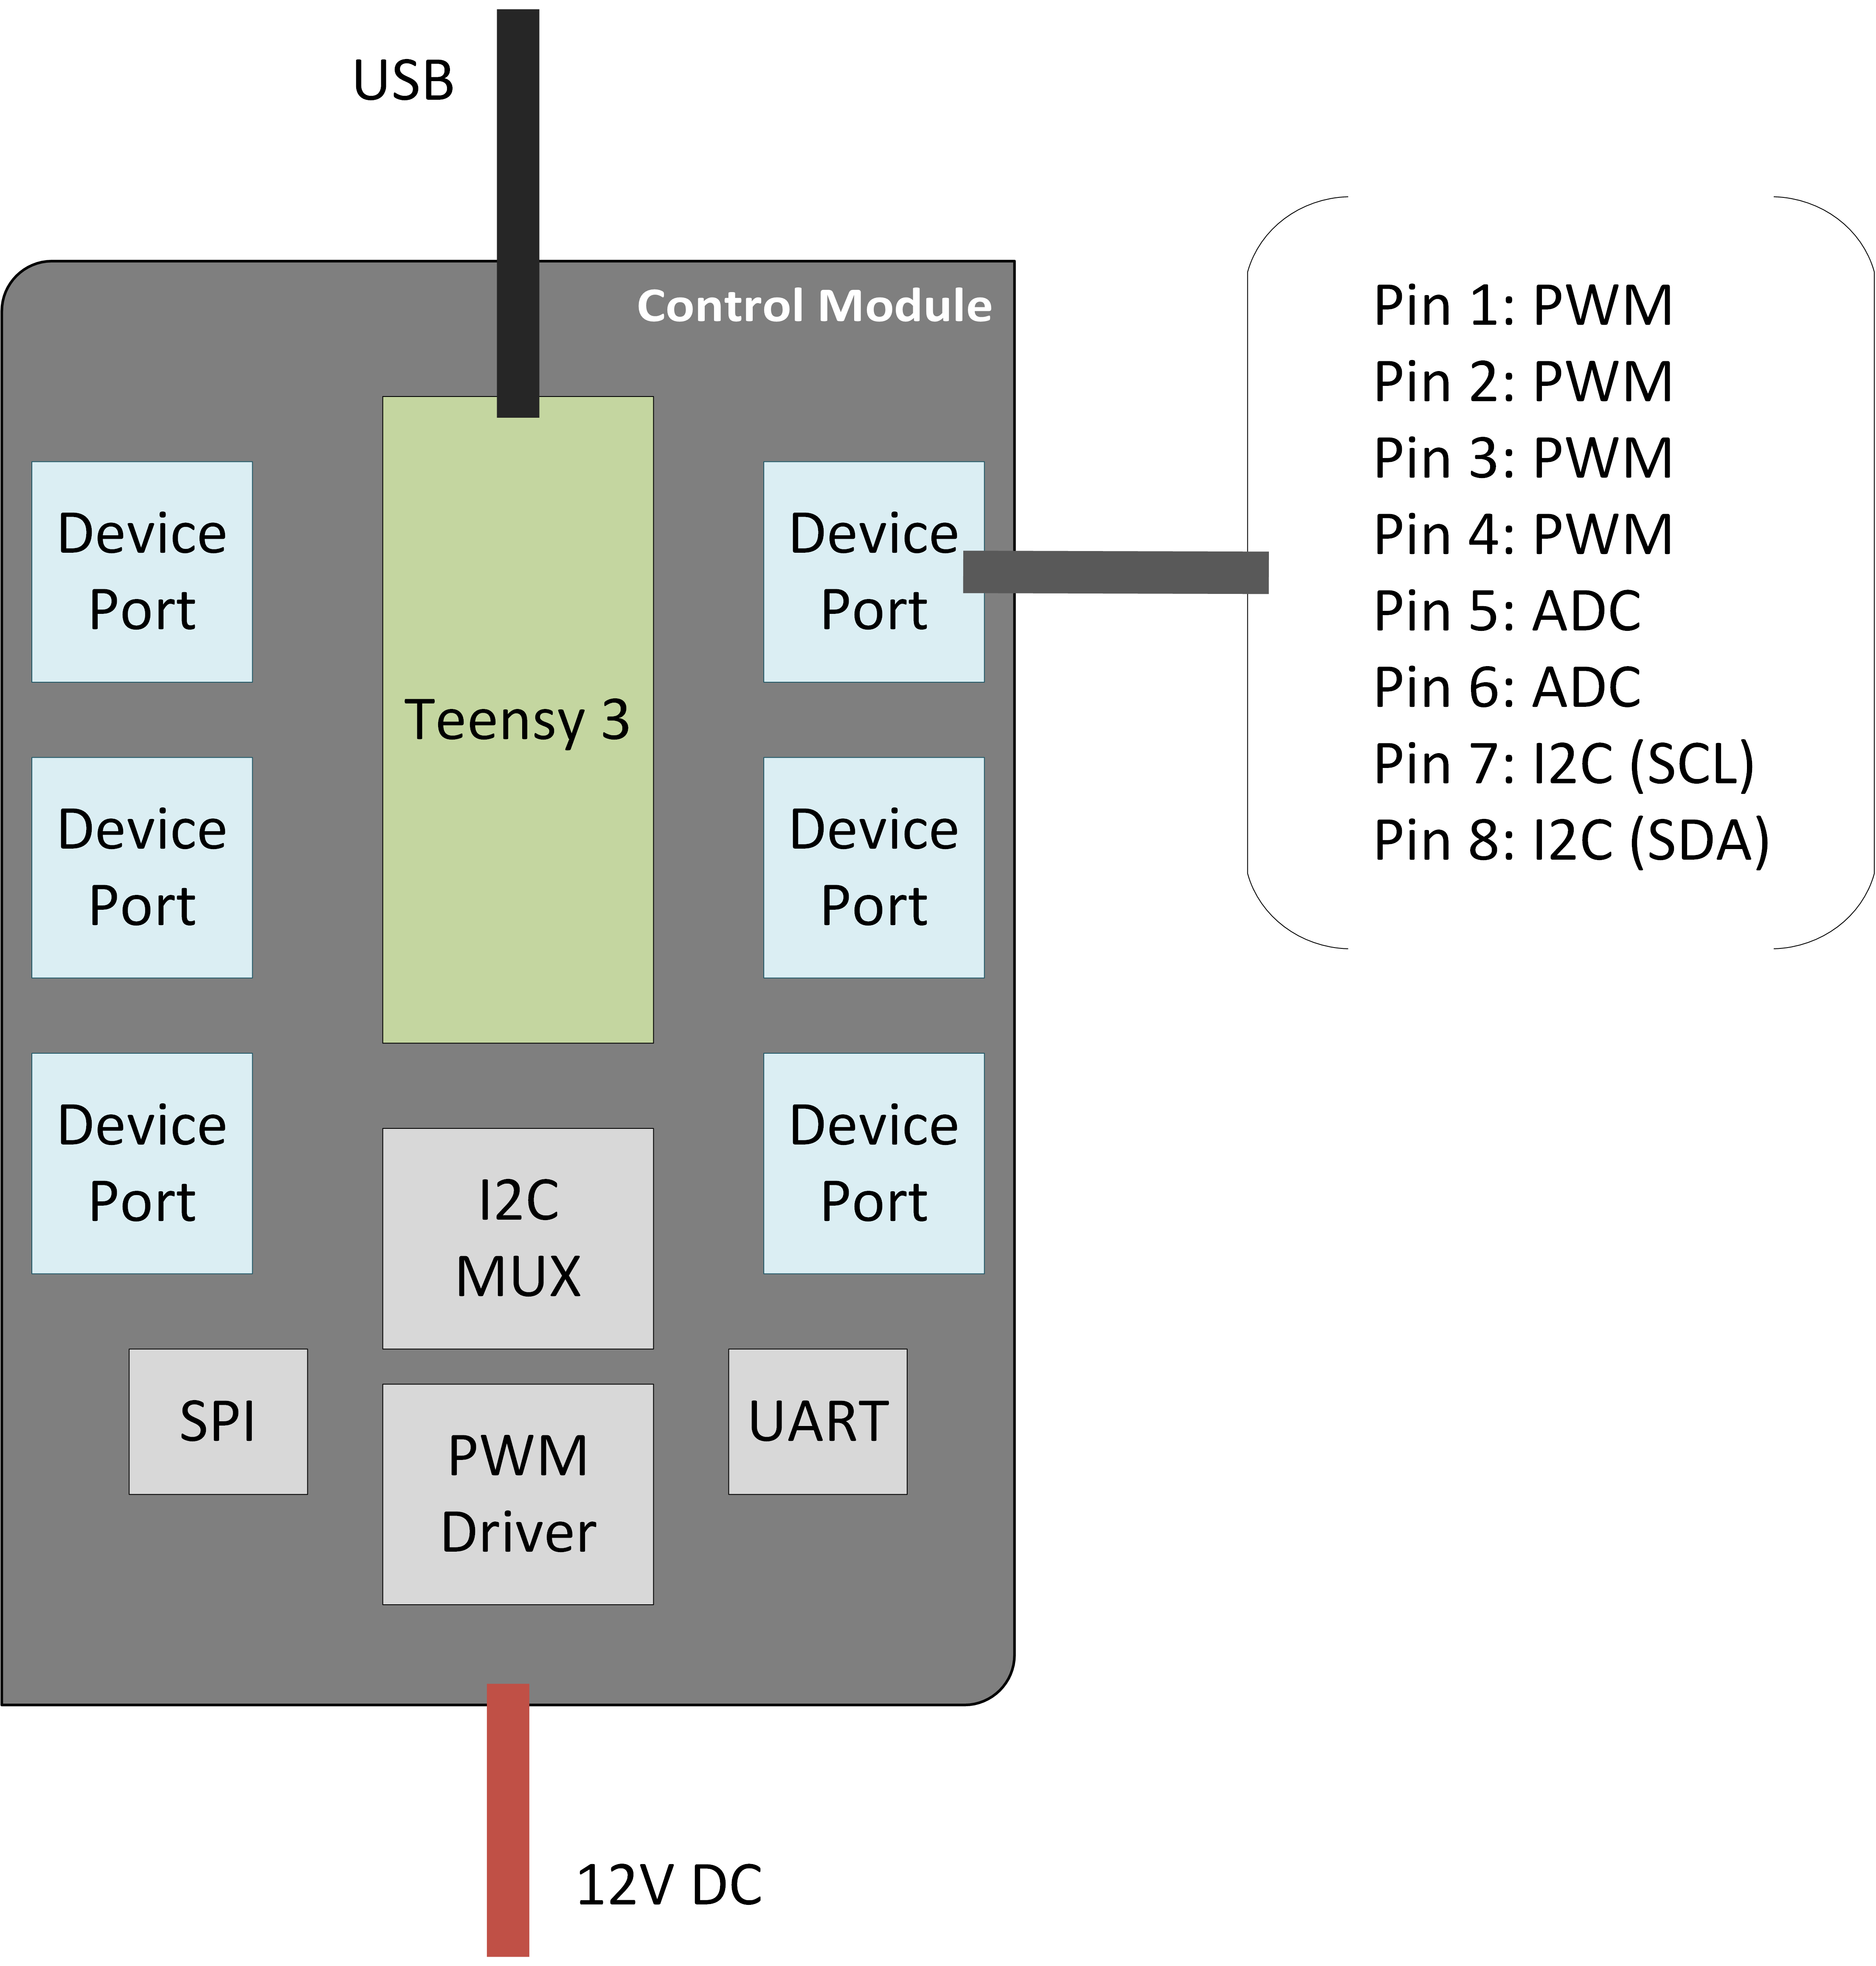 USB
Control Module
Device
Port
Device
Port
Device
Port
Teensy 3
Device
Port
Device
Port
Device
Port
I2C
MUX
SPI
PWM
Driver
UART
12V DC
Pin 1: PWM
Pin 2: PWM
Pin 3: PWM
Pin 4: PWM
Pin 5: ADC
Pin 6: ADC
Pin 7: I2C (SCL)
Pin 8: I2C (SDA)